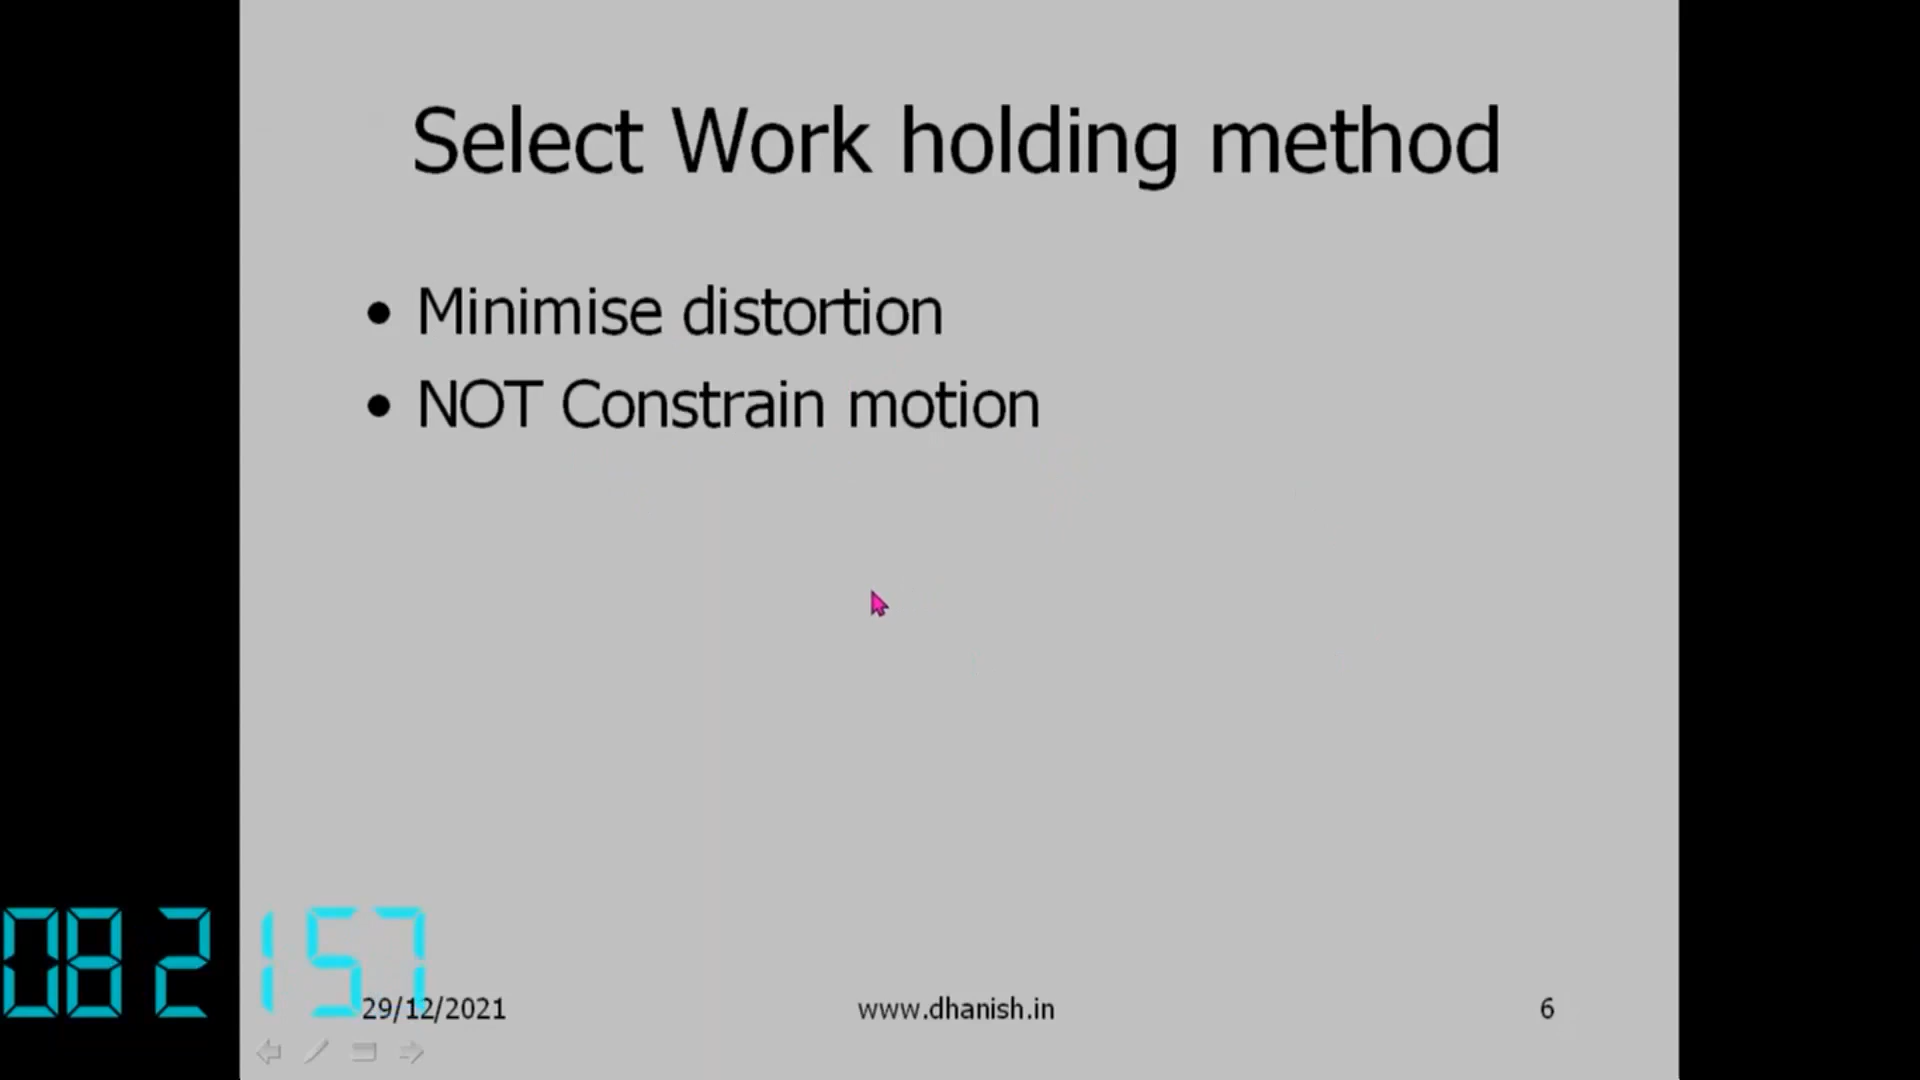 Select Work holding method
• Minimise distortion
• NOT Constrain motion
08 21 57
29/12/2021
www.dhanish.in
6